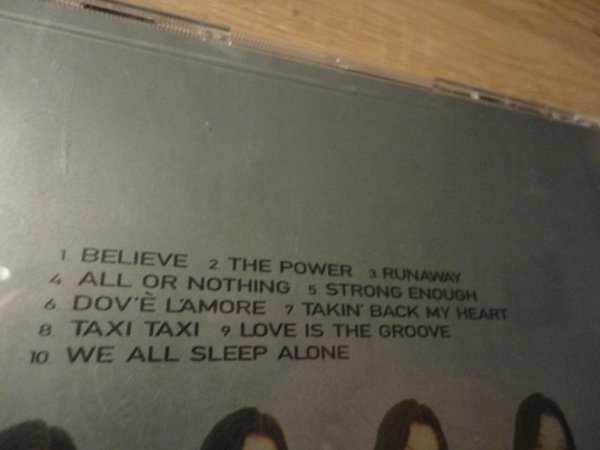 1 BELIEVE 2 THE POWER 3 RUNAWAY
4 ALL OR NOTHING 5 STRONG ENOUGH
6. DOV'È L'AMORE 7 TAKIN' BACK MY HEART
8. TAXI TAXI 9. LOVE IS THE GROOVE
10. WE ALL SLEEP ALONE